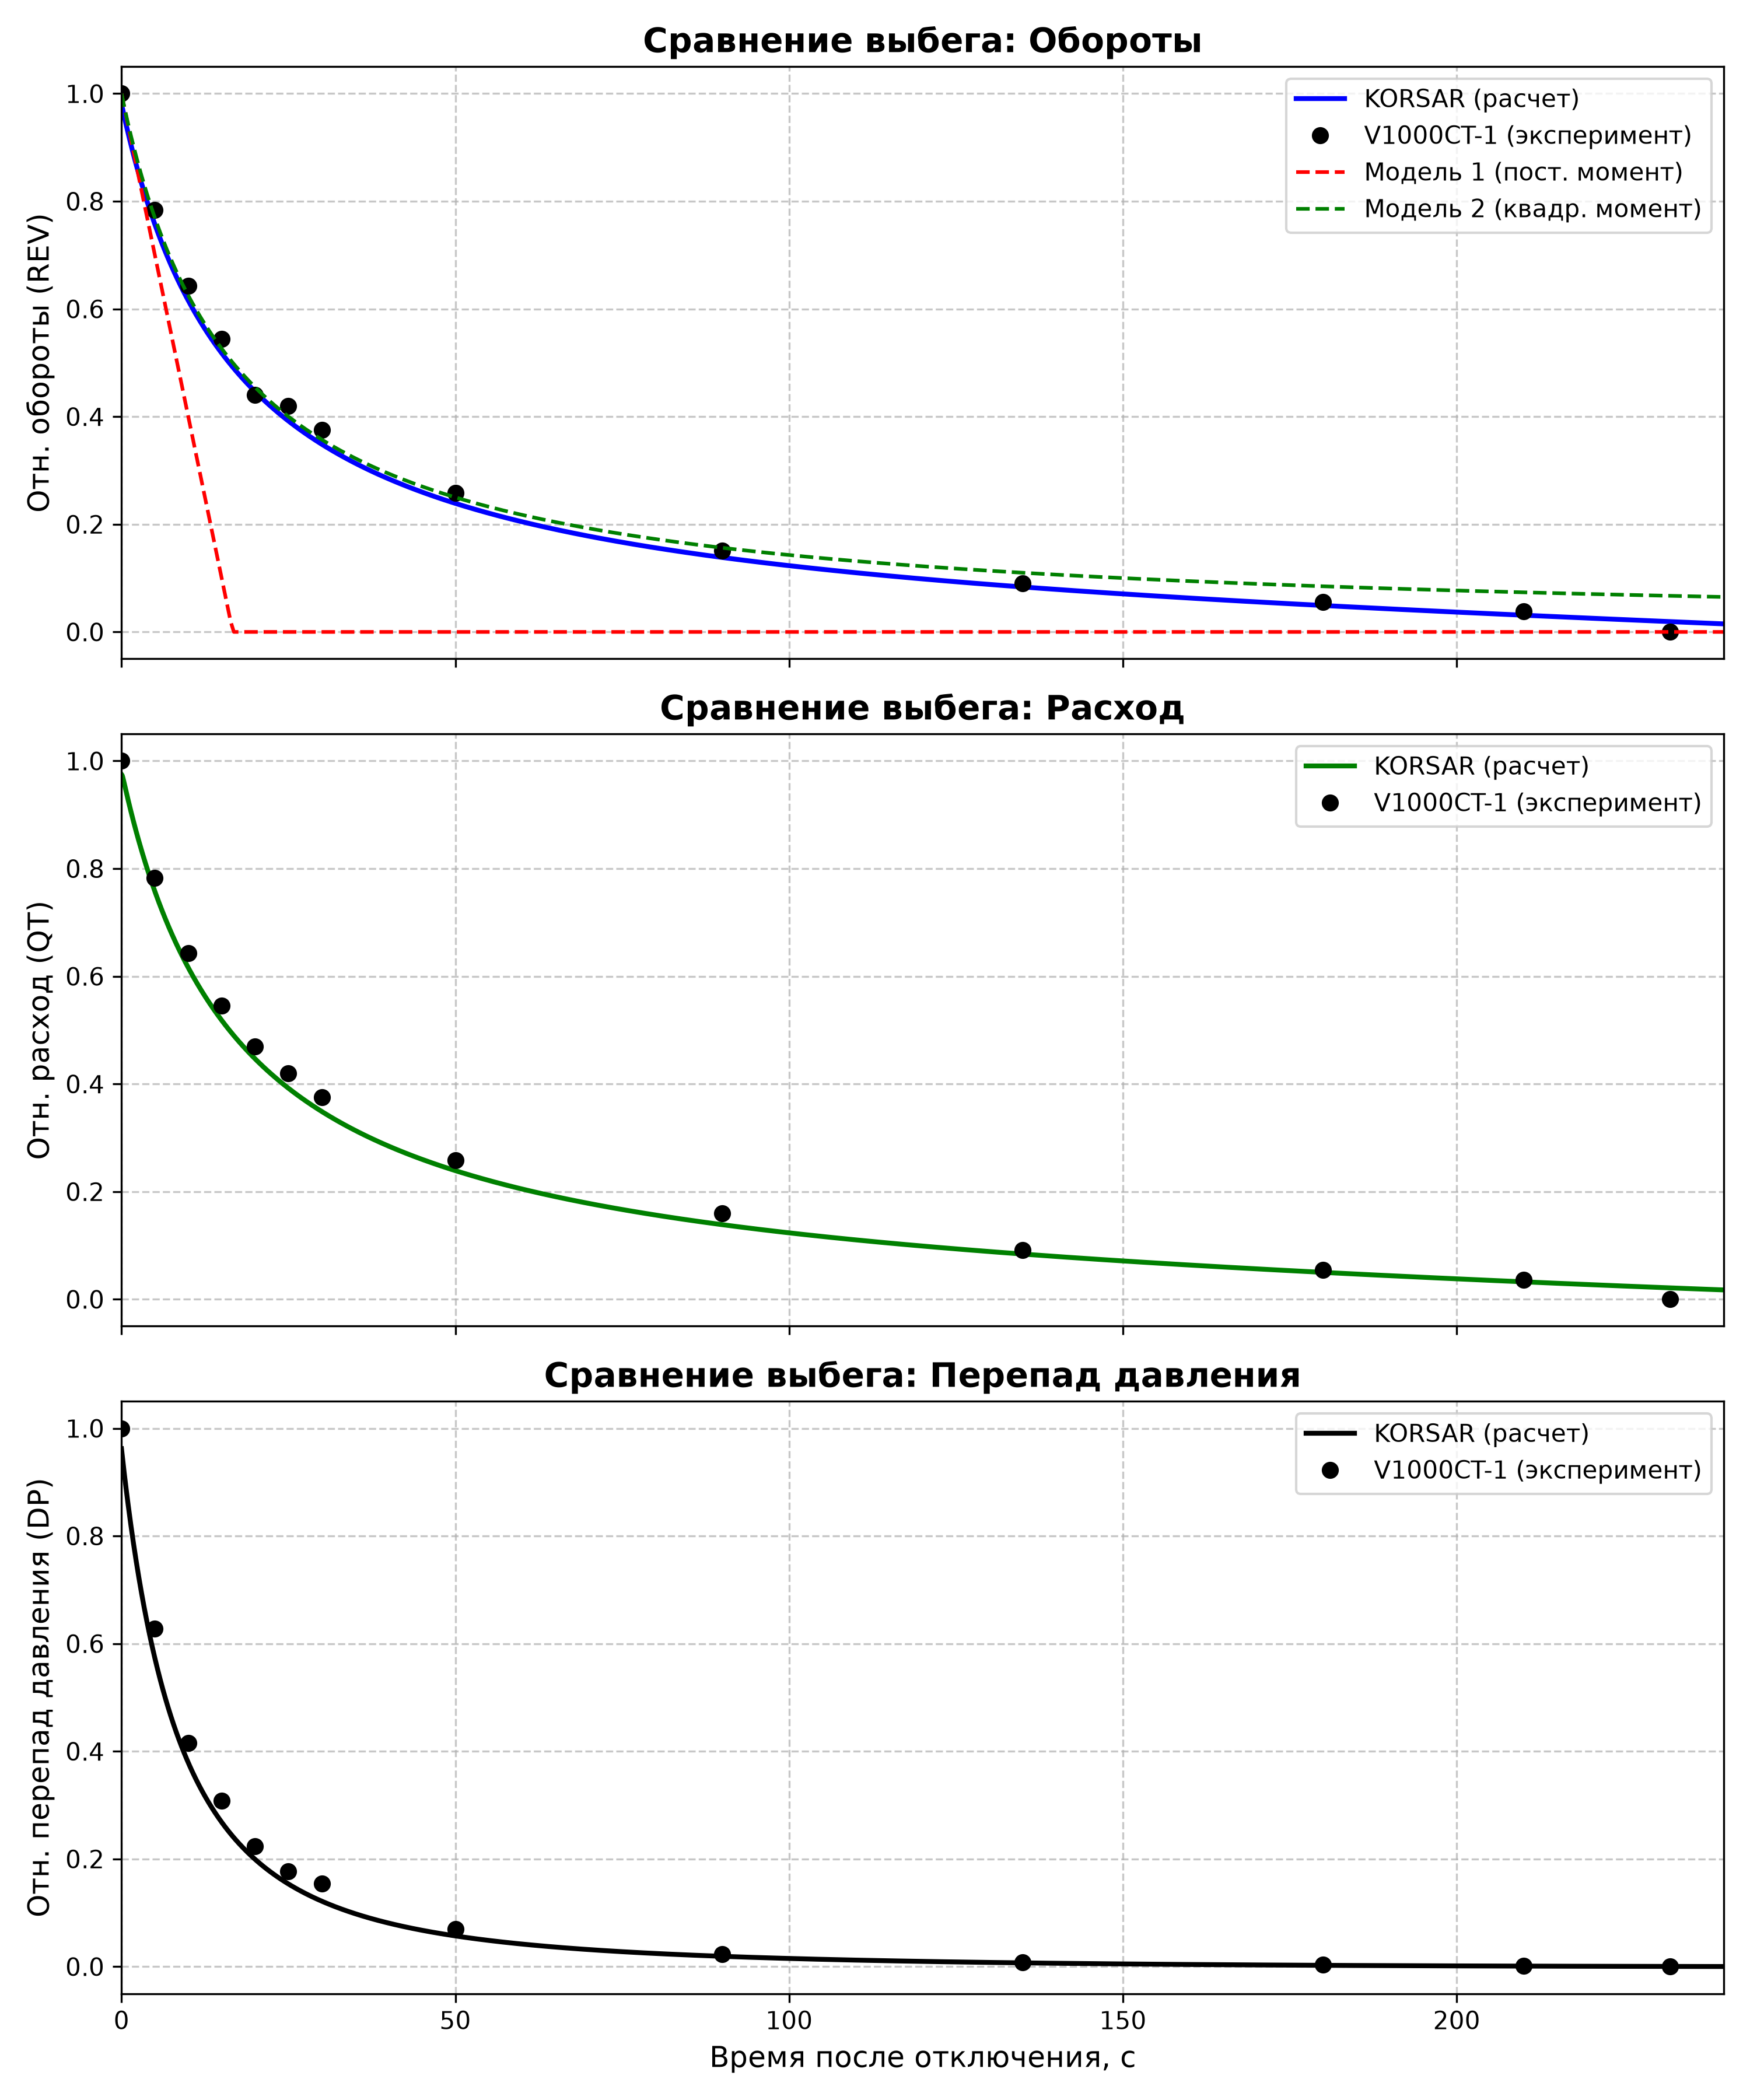 Сравнение выбега: Обороты
Отн. обороты (REV)
1.0
0.8
0.6
0.4
0.2
0.0
KORSAR (расчет)
V1000CT-1 (эксперимент)
Модель 1 (пост. момент)
Модель 2 (квадр. момент)
Сравнение выбега: Расход
Отн. расход (QT)
1.0
0.8
0.6
0.4
0.2
0.0
KORSAR (расчет)
V1000CT-1 (эксперимент)
Сравнение выбега: Перепад давления
Отн. перепад давления (DP)
1.0
0.8
0.6
0.4
0.2
0.0
KORSAR (расчет)
V1000CT-1 (эксперимент)
0 50 100 150 200
Время после отключения, с